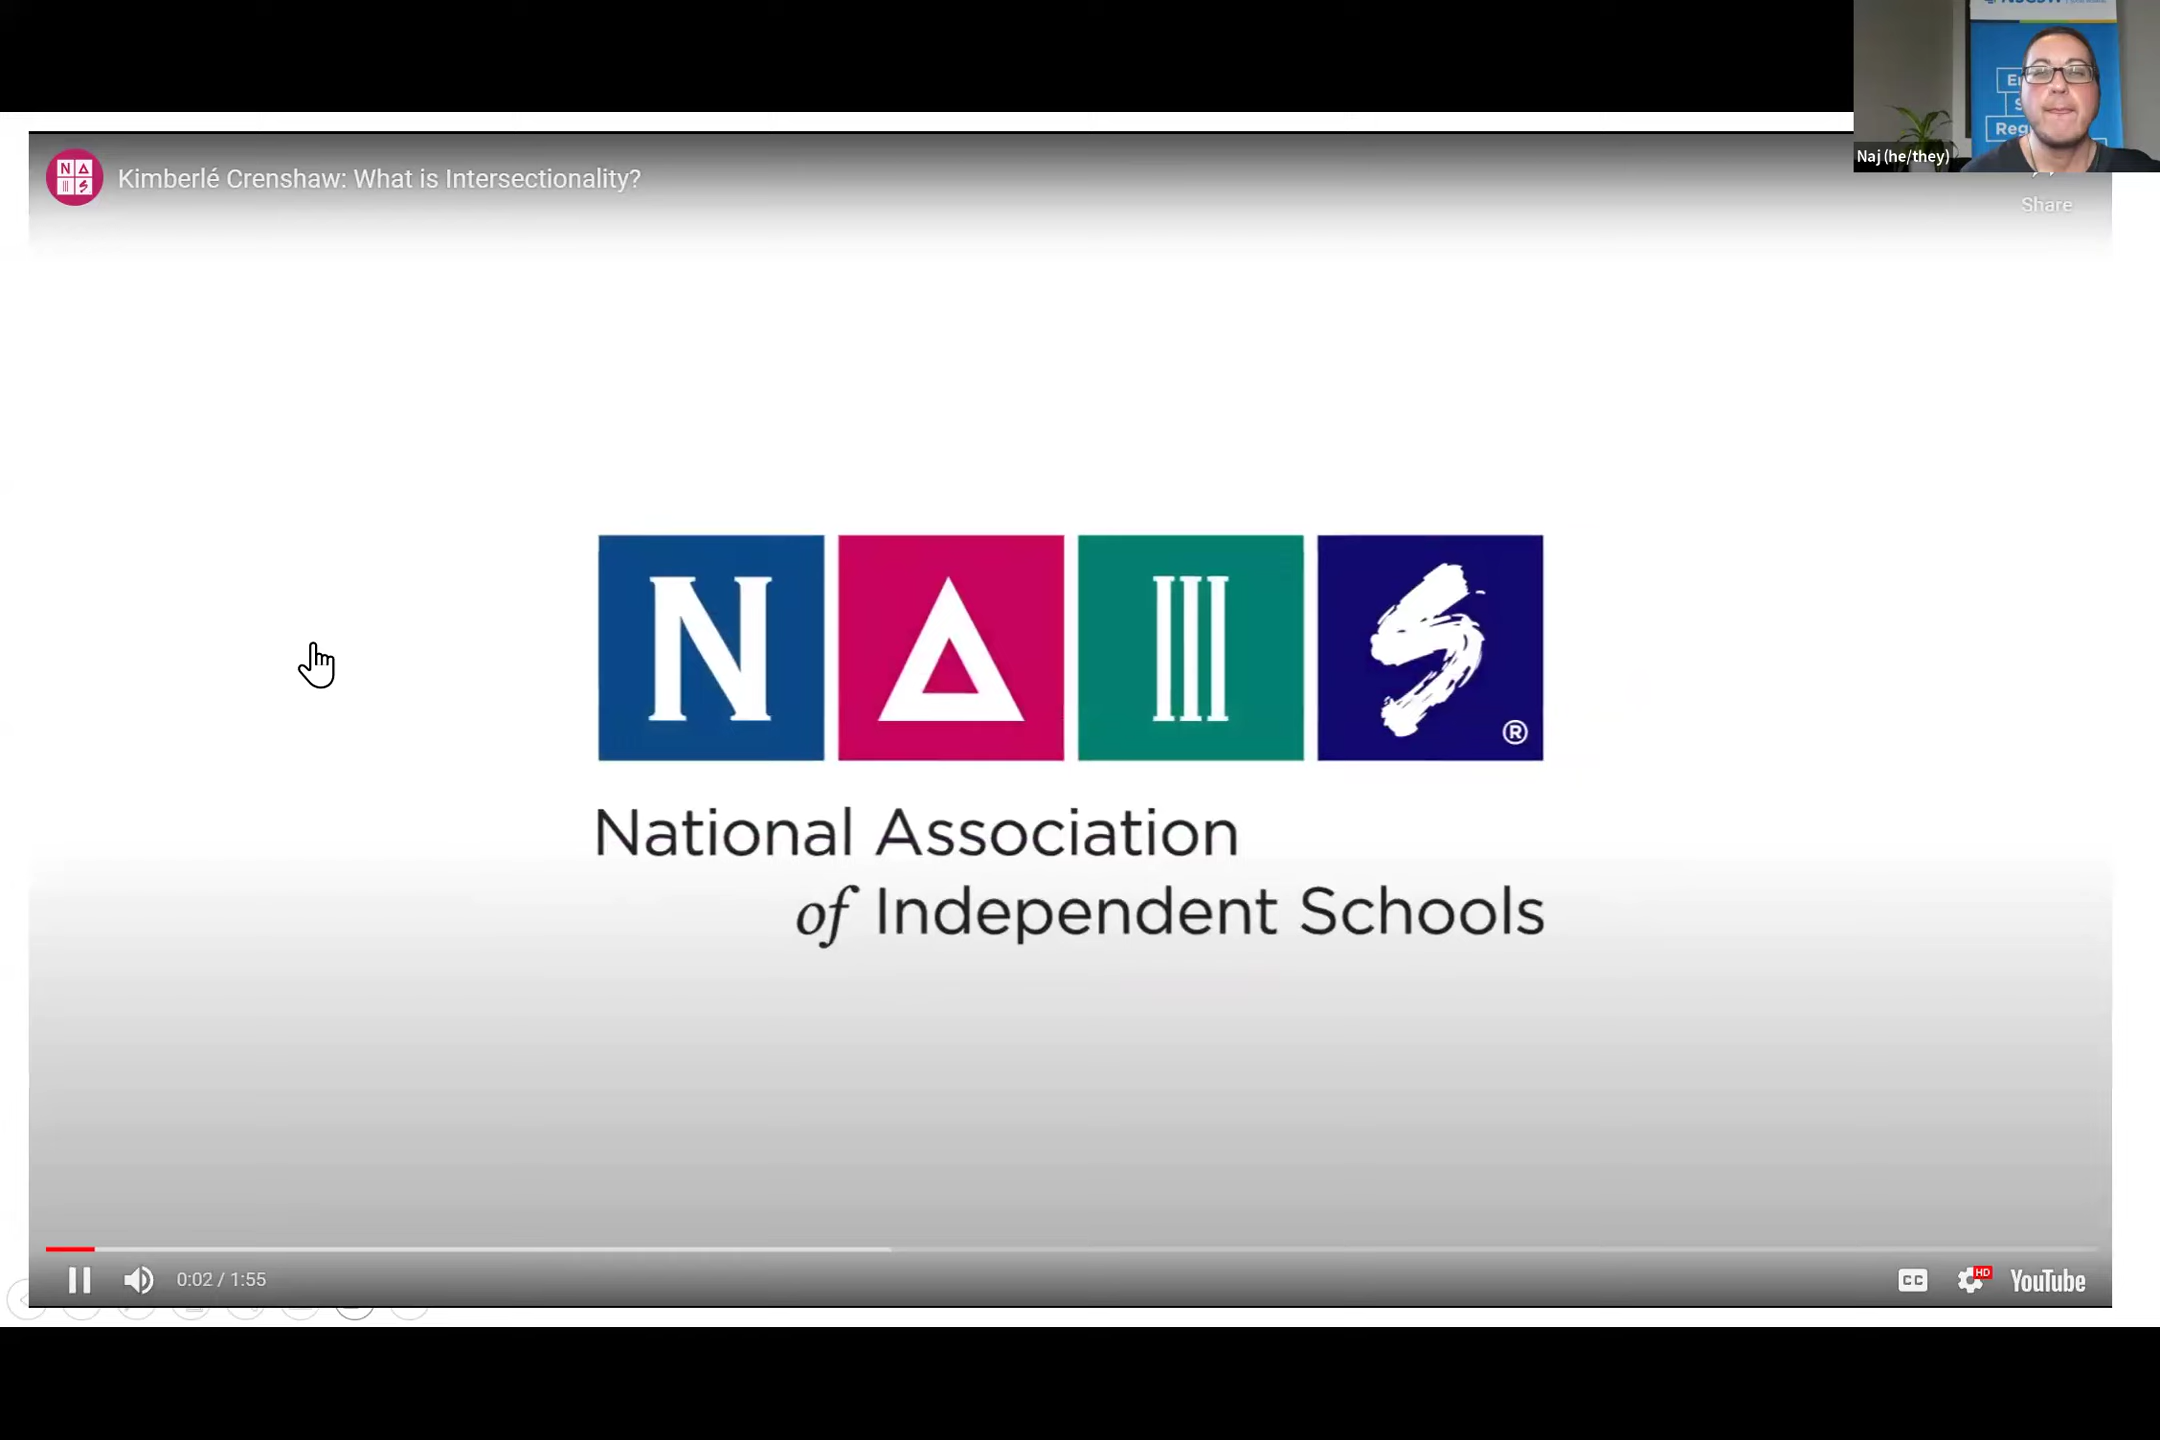 Kimberlé Crenshaw: What is Intersectionality?
Share
Naj (he/they)
NAIS
®
National Association
of Independent Schools
0:02 / 1:55
CC
HD
YouTube